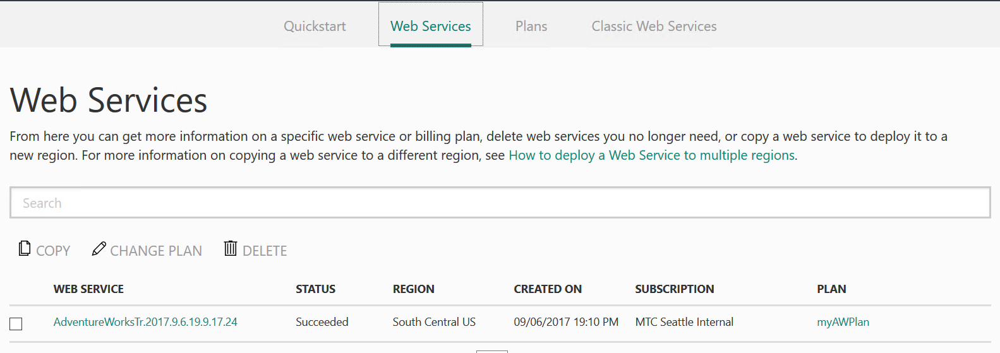 Quickstart Web Services Plans Classic Web Services
Web Services
From here you can get more information on a specific web service or billing plan, delete web services you no longer need, or copy a web service to deploy it to a
new region. For more information on copying a web service to a different region, see How to deploy a Web Service to multiple regions.
Search
COPY CHANGE PLAN DELETE
WEB SERVICE STATUS REGION CREATED ON SUBSCRIPTION PLAN
AdventureWorksTr.2017.9.6.19.9.17.24 Succeeded South Central US 09/06/2017 19:10 PM MTC Seattle Internal myAWPlan